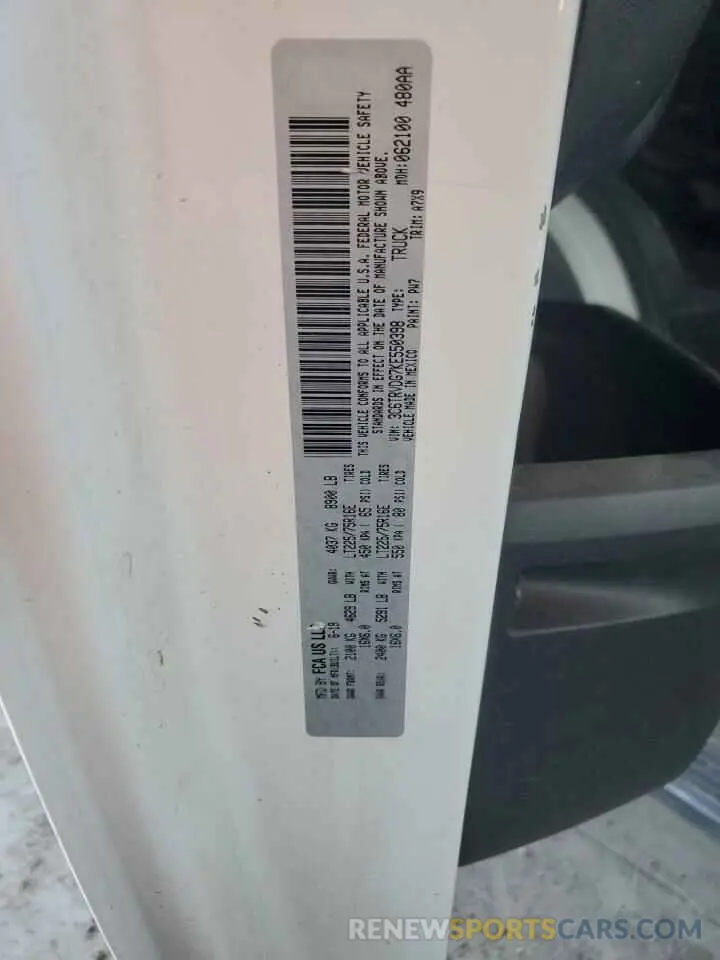 MFD BY FCA US LLC
DATE OF MFR(BUILT): 6-19 GVWR: 4037 KG 8900 LB
GAWR FRONT: 2100 KG 4629 LB WITH LT225/75R16E TIRES
16X6.0 RIMS AT 450 KPA ( 65 PSI) COLD
GAWR REAR: 2400 KG 5291 LB WITH LT225/75R16E TIRES
16X6.0 RIMS AT 550 KPA ( 80 PSI) COLD
THIS VEHICLE CONFORMS TO ALL APPLICABLE U.S.A. FEDERAL MOTOR VEHICLE SAFETY
STANDARDS IN EFFECT ON THE DATE OF MANUFACTURE SHOWN ABOVE.
VIN: 3C6TRVDG7KE550398 TYPE: TRUCK MDH:062100 480AA
VEHICLE MADE IN MEXICO PAINT: PW7 TRIM: A7X9
RENEWSPORTSCARS.COM